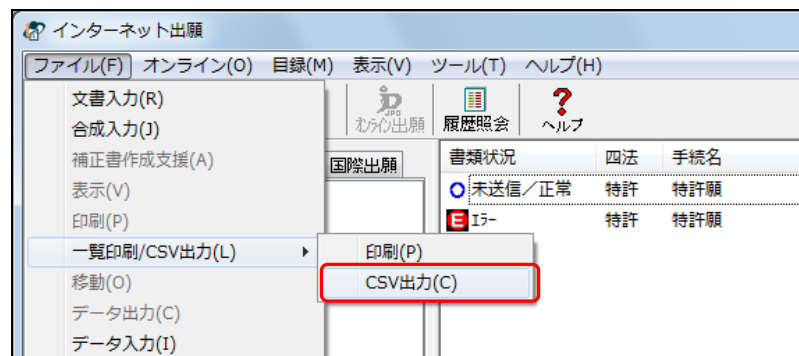 インターネット出願
ファイル(F) オンライン(O) 目録(M) 表示(V) ツール(T) ヘルプ(H)
文書入力(R)
合成入力(J)
補正書作成支援(A)
表示(V)
印刷(P)
一覧印刷/CSV出力(L)
移動(O)
データ出力(C)
データ入力(I)
印刷(P)
CSV出力(C)
JPO
オンライン出願 履歴照会 ヘルプ
国際出願
書類状況 四法 手続名
未送信/正常 特許 特許願
E エラー 特許 特許願